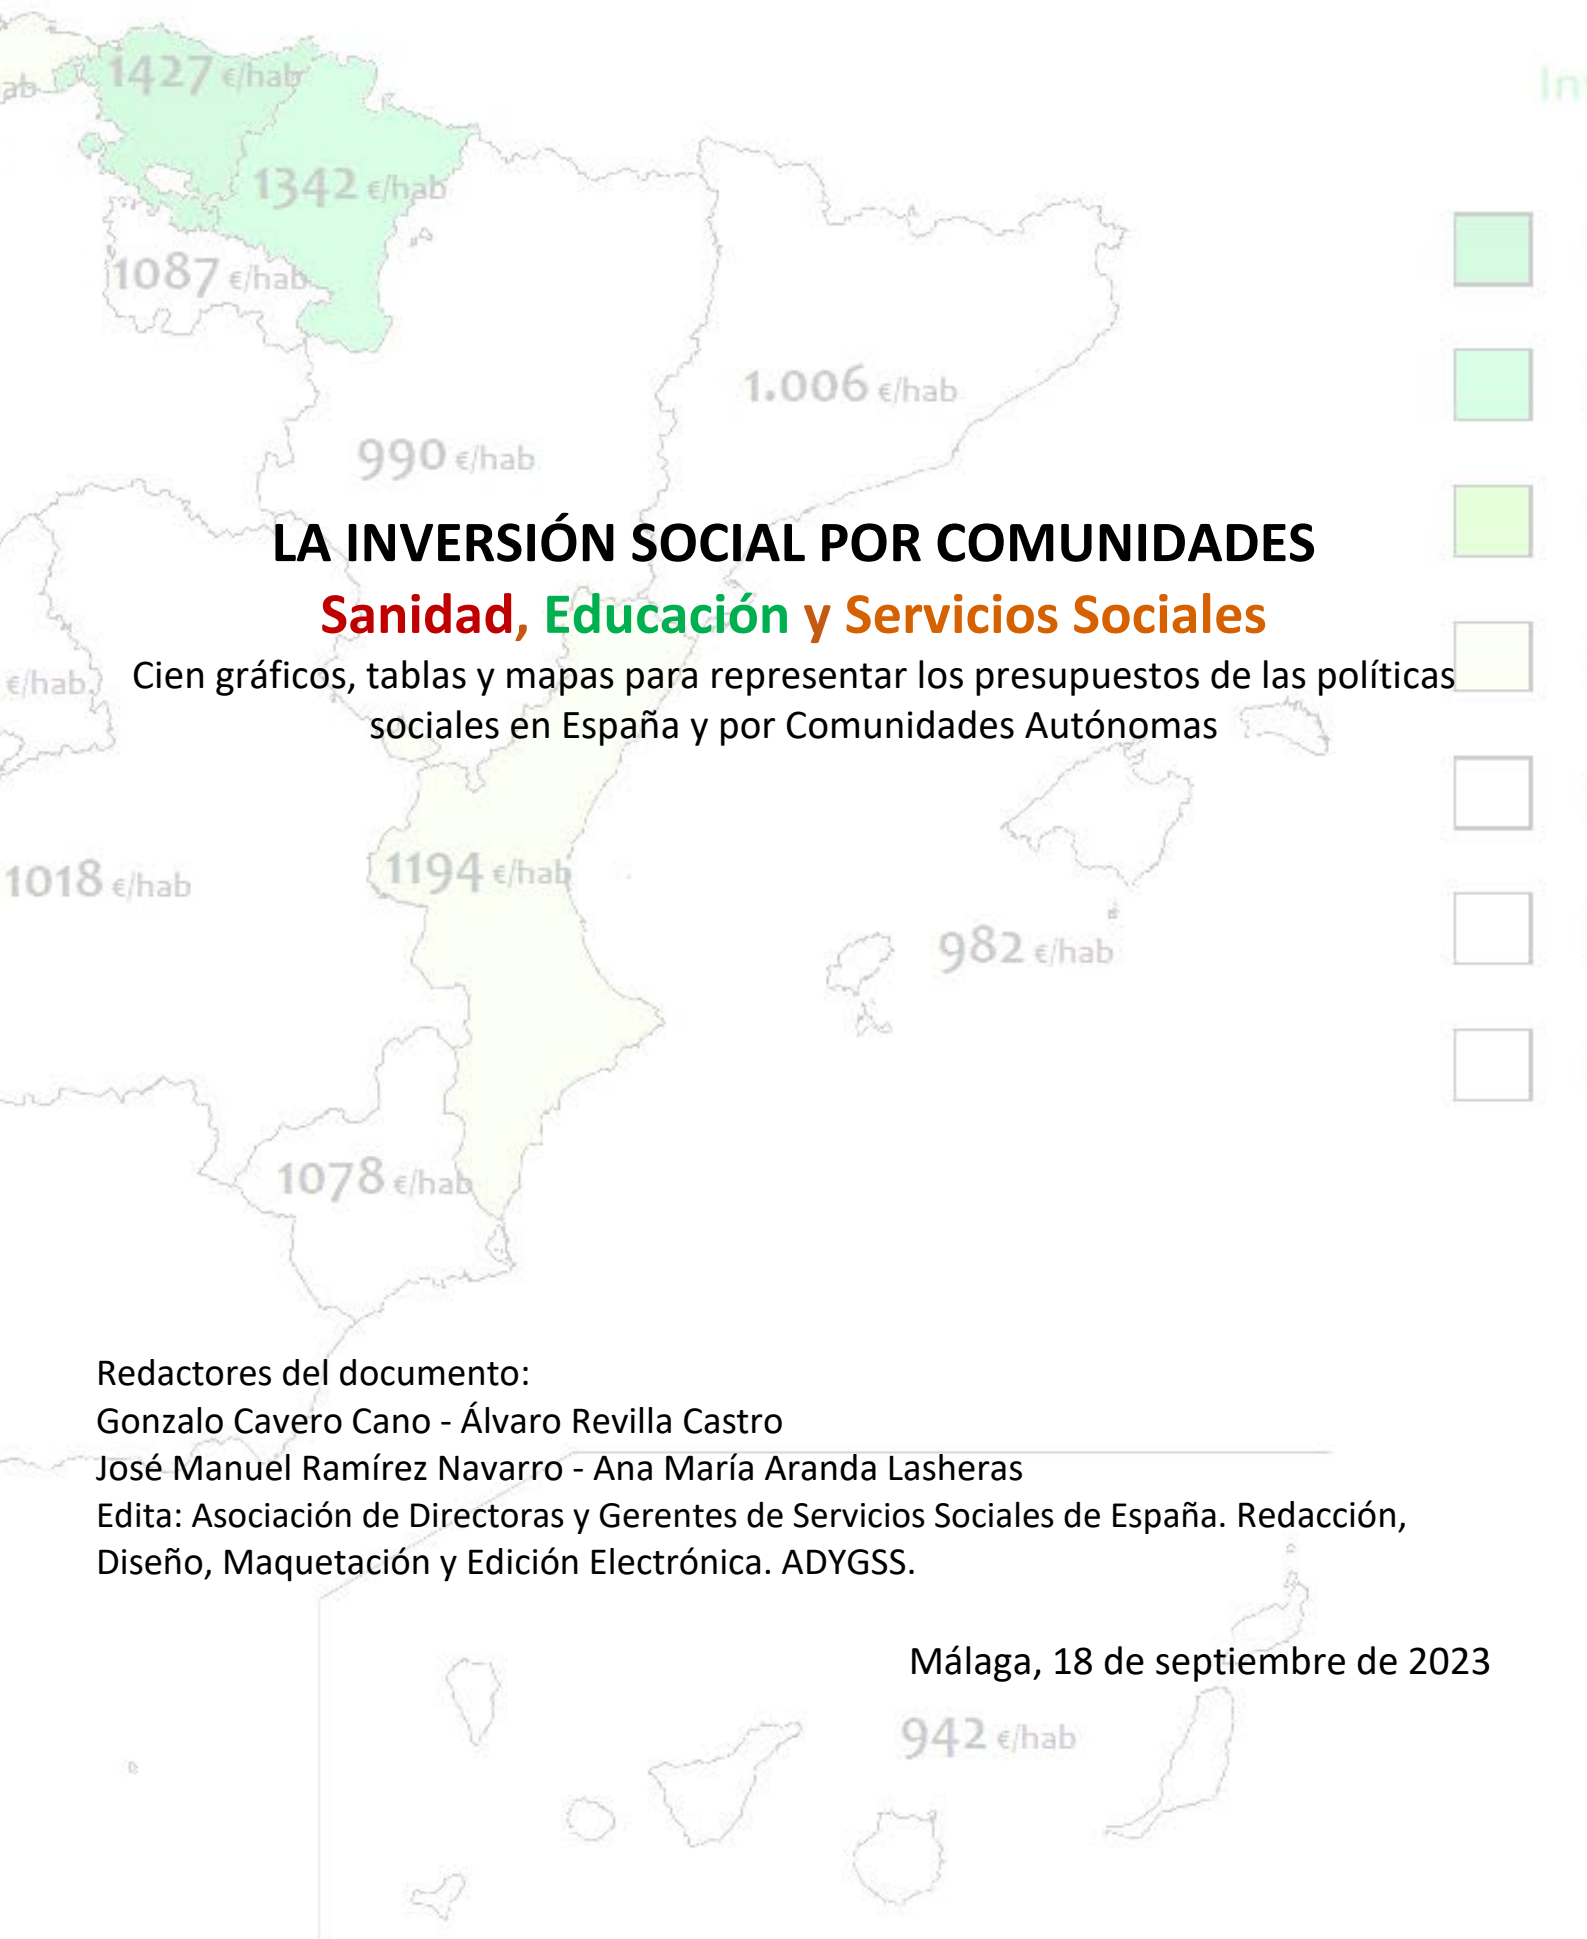 1427 €/hab
ab
In
1342 €/hab
1087 €/hab
1.006 €/hab
990 €/hab
LA INVERSIÓN SOCIAL POR COMUNIDADES
Sanidad, Educación y Servicios Sociales
€/hab
Cien gráficos, tablas y mapas para representar los presupuestos de las políticas
sociales en España y por Comunidades Autónomas
1018 €/hab
1194 €/hab
982 €/hab
1078 €/hab
Redactores del documento:
Gonzalo Cavero Cano - Álvaro Revilla Castro
José Manuel Ramírez Navarro - Ana María Aranda Lasheras
Edita: Asociación de Directoras y Gerentes de Servicios Sociales de España. Redacción,
Diseño, Maquetación y Edición Electrónica. ADYGSS.
Málaga, 18 de septiembre de 2023
942 €/hab